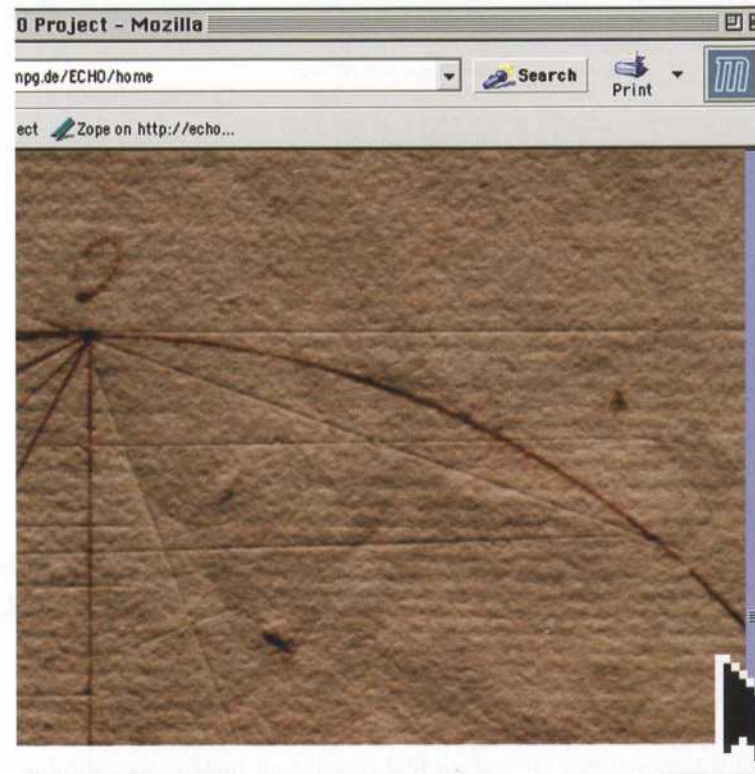 0 Project - Mozilla
mpg.de/ECHO/home
Search
Print
m
ect Zope on http://echo...